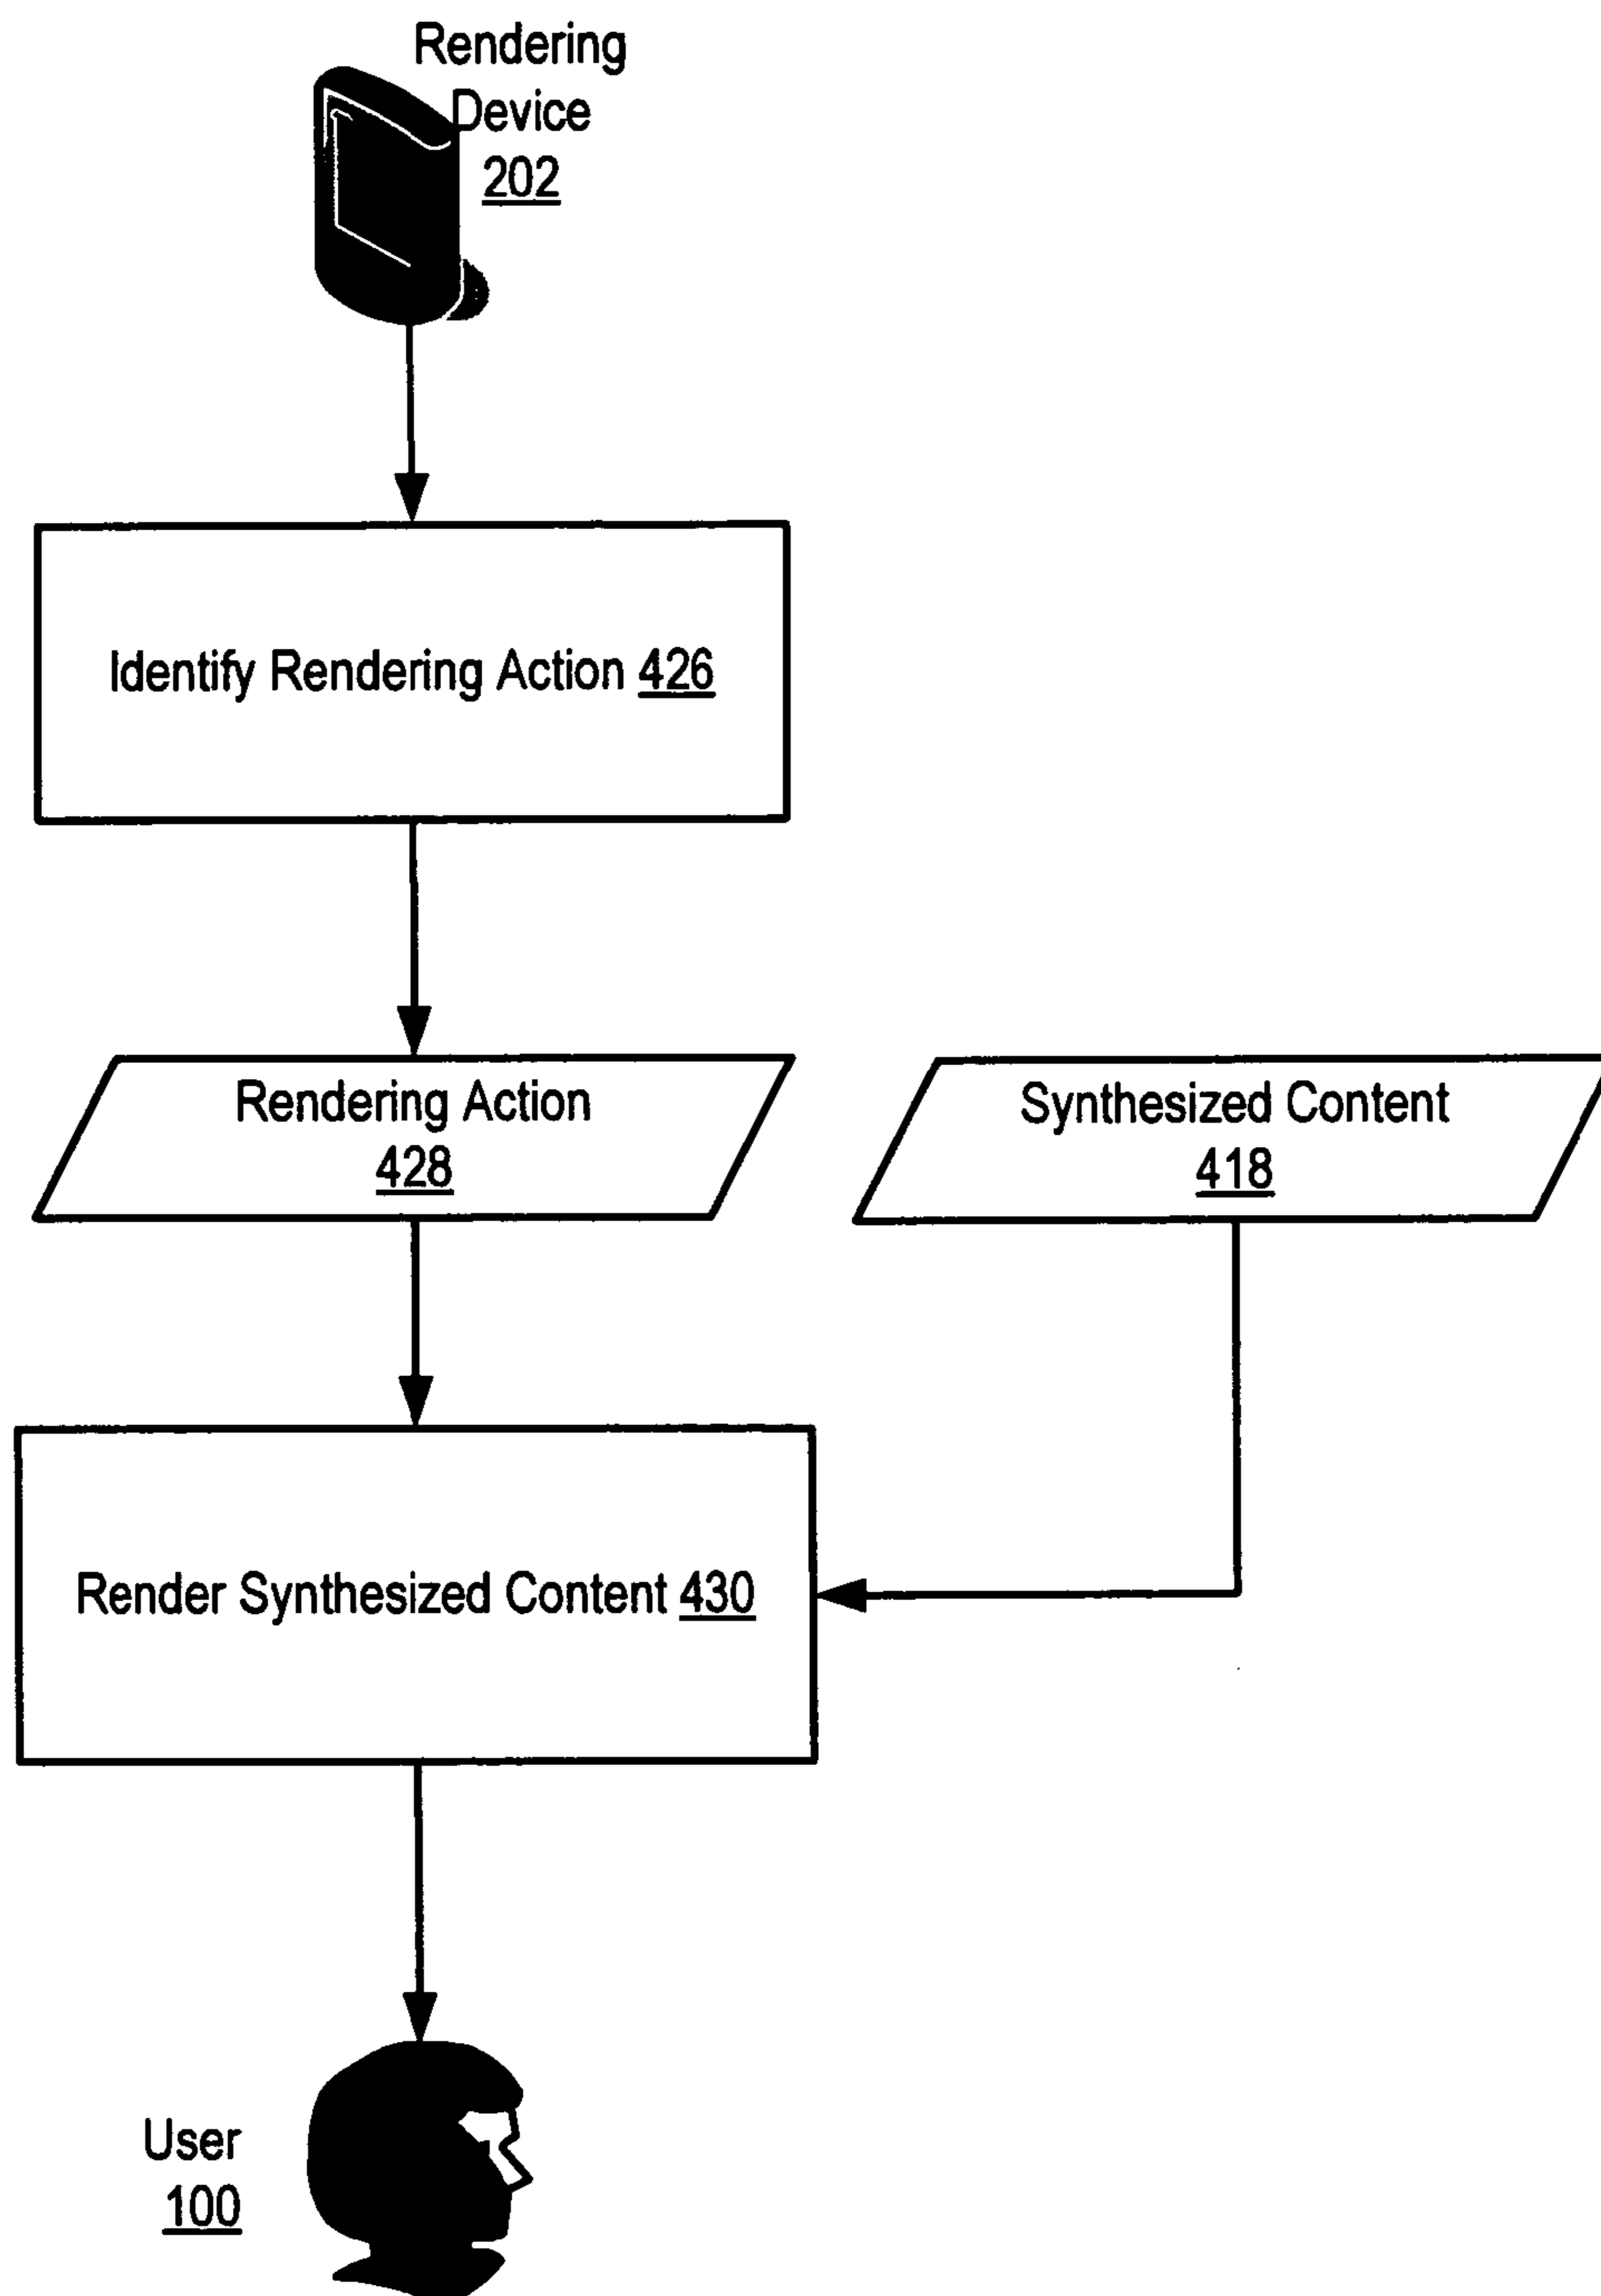 Rendering
Device
202
Identify Rendering Action 426
Rendering Action
428
Synthesized Content
418
Render Synthesized Content 430
User
100